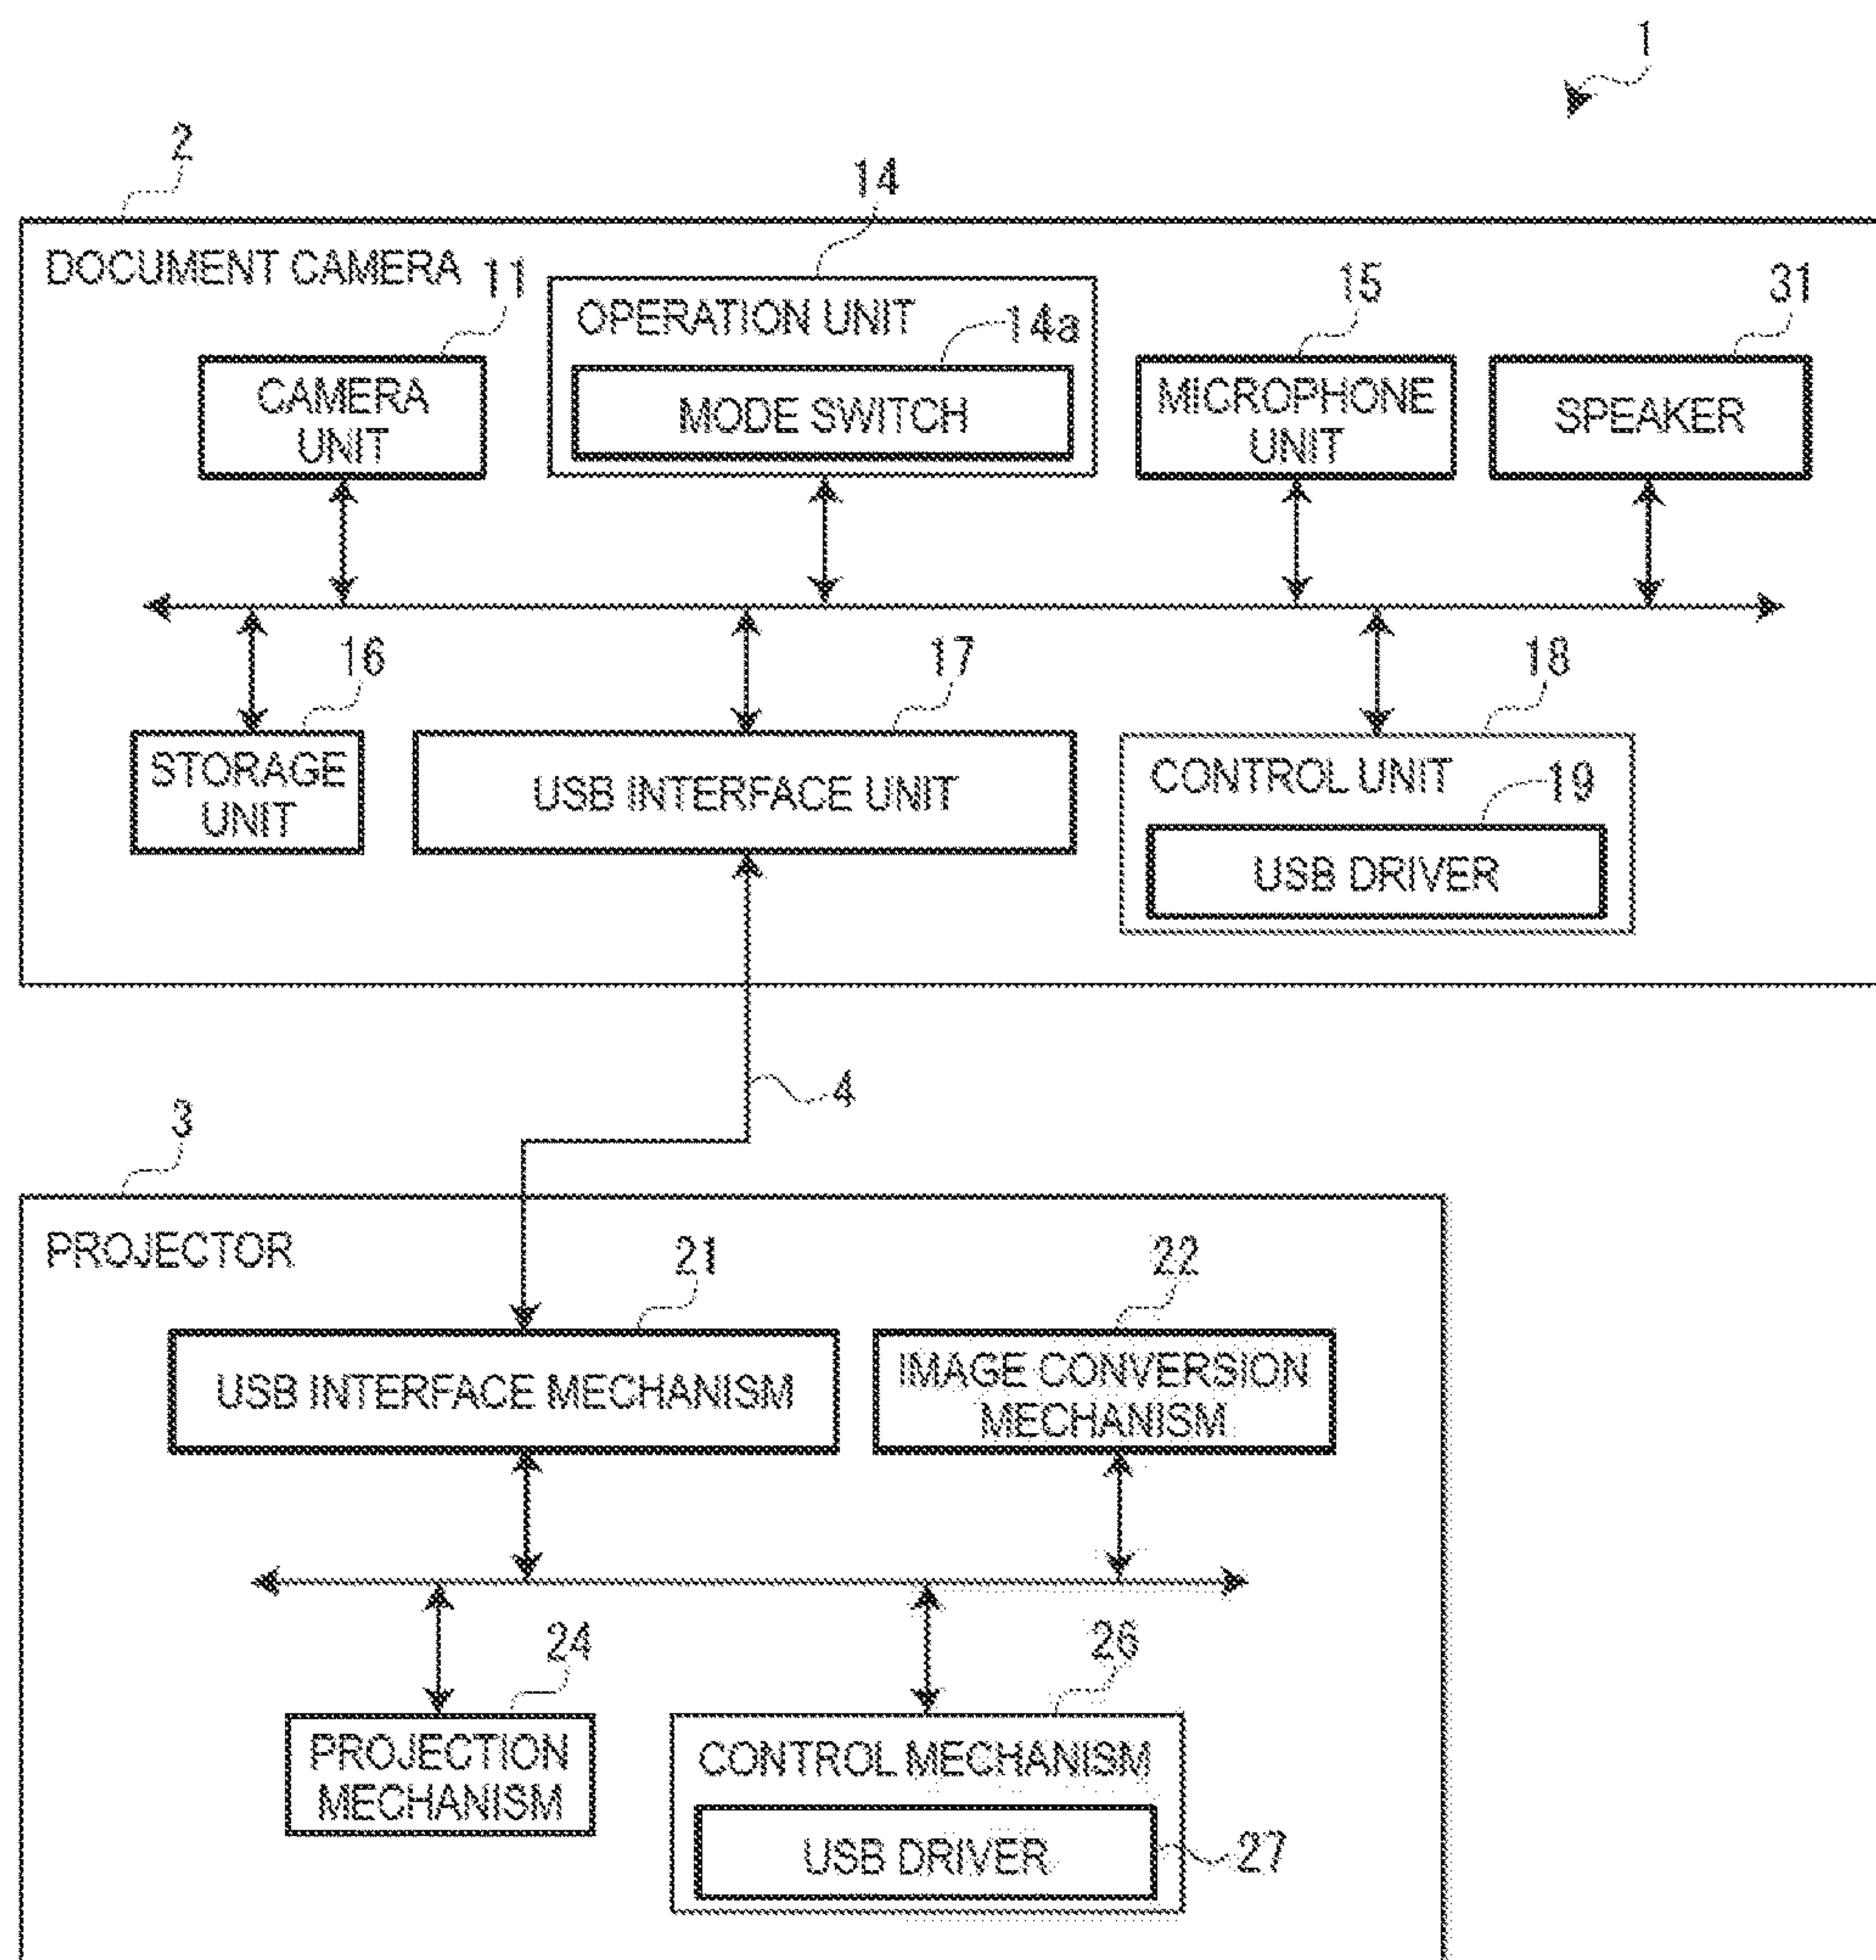 1
2
14
DOCUMENT CAMERA
11
OPERATION UNIT
14a
15
31
CAMERA
UNIT
MODE SWITCH
MICROPHONE
UNIT
SPEAKER
16
17
18
STORAGE
UNIT
USB INTERFACE UNIT
CONTROL UNIT
19
USB DRIVER
4
3
PROJECTOR
21
22
USB INTERFACE MECHANISM
IMAGE CONVERSION
MECHANISM
24
26
PROJECTION
MECHANISM
CONTROL MECHANISM
USB DRIVER
27